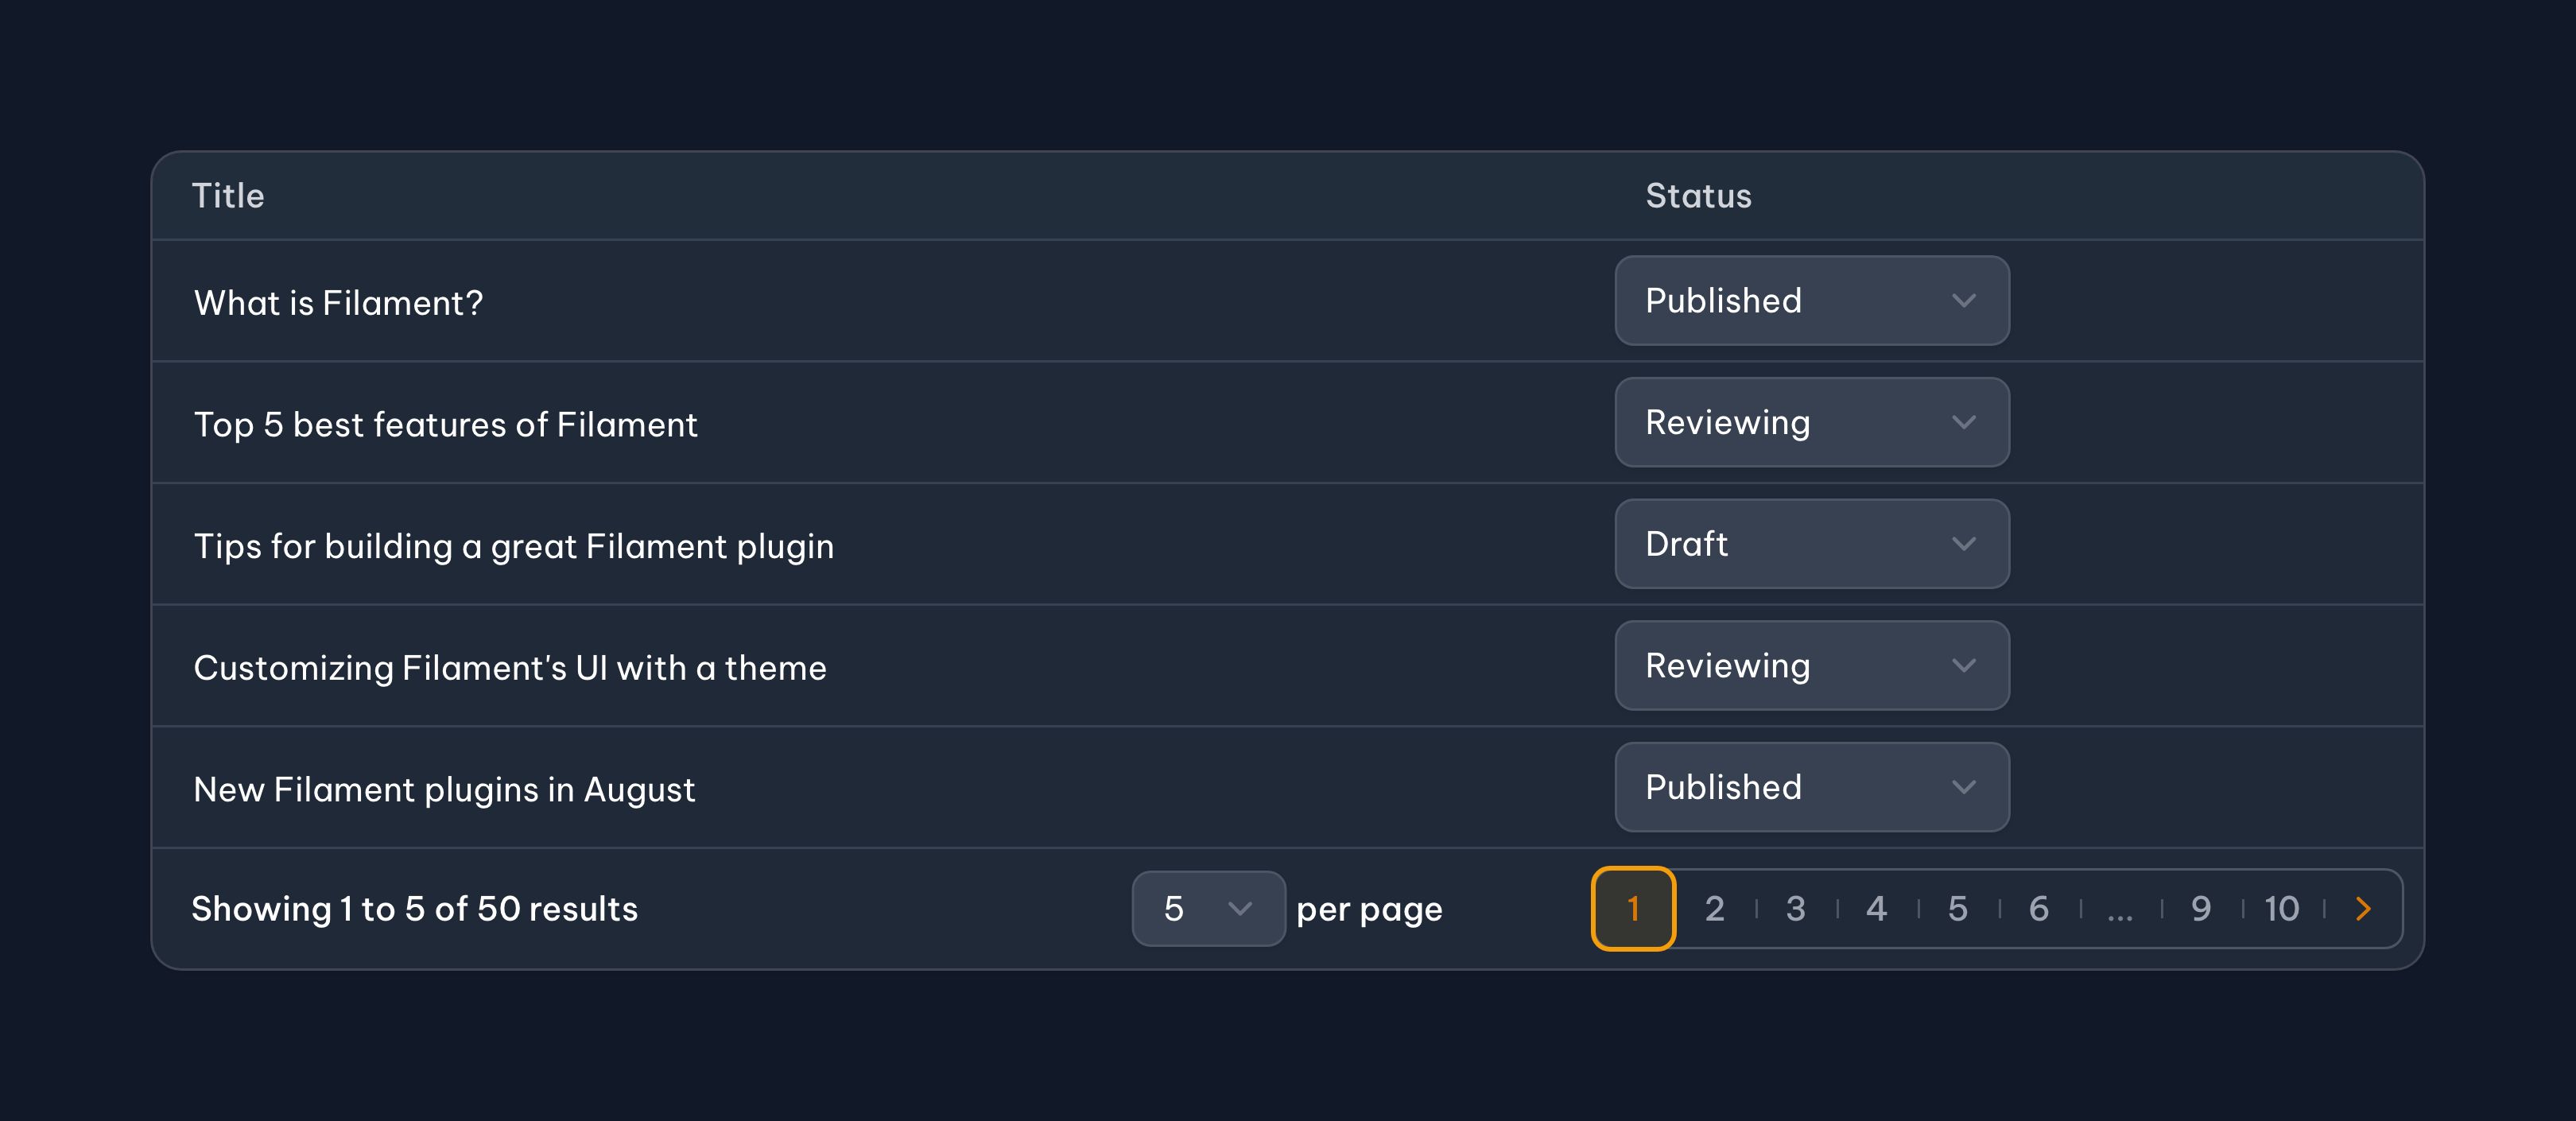 Title Status
What is Filament? Published
Top 5 best features of Filament Reviewing
Tips for building a great Filament plugin Draft
Customizing Filament's UI with a theme Reviewing
New Filament plugins in August Published
Showing 1 to 5 of 50 results 5 per page 1 2 3 4 5 6 ... 9 10